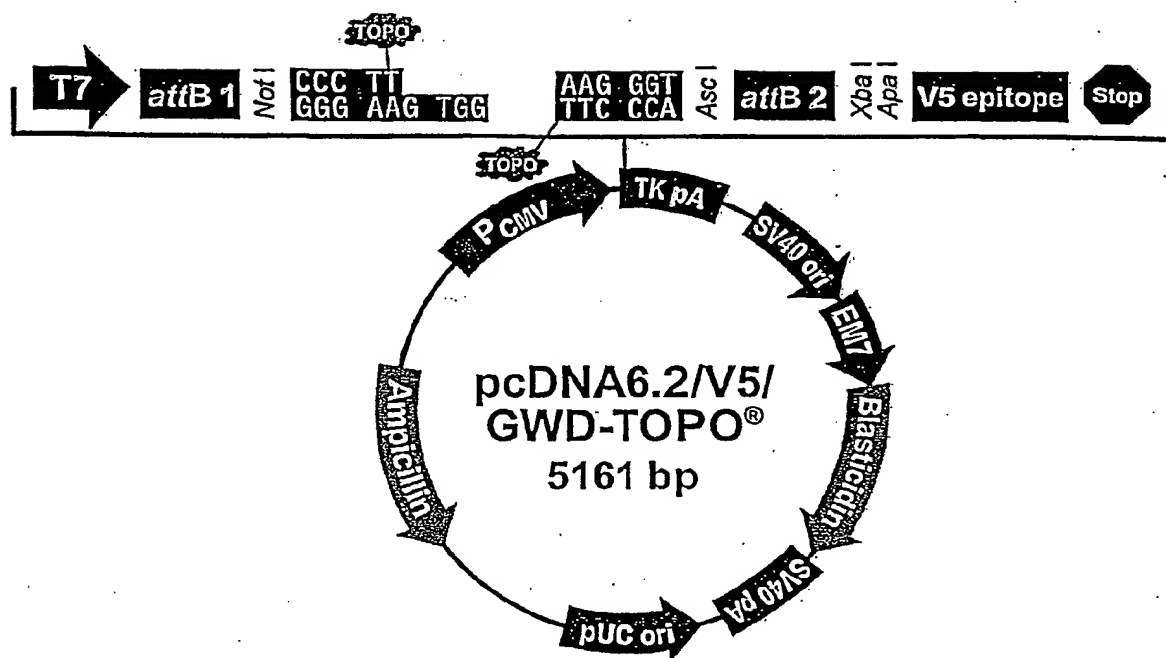 TOPO
T7
attB 1
Not I
CCC TT
GGG AAG TGG
AAG GGT
TTC CCA
Asc I
attB 2
Xba I
Apa I
V5 epitope
Stop
TOPO
PCMV
TK pA
SV40 ori
EM7
Blasticidin
SV40 pA
pUC ori
Ampicillin
pcDNA6.2/V5/
GWD-TOPO®
5161 bp